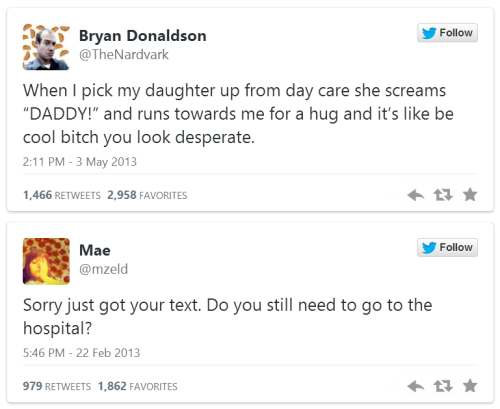 Bryan Donaldson
Follow
@TheNardvark
When I pick my daughter up from day care she screams
“DADDY!” and runs towards me for a hug and it’s like be
cool bitch you look desperate.
2:11 PM - 3 May 2013
1,466 RETWEETS 2,958 FAVORITES
Mae
Follow
@mzeld
Sorry just got your text. Do you still need to go to the
hospital?
5:46 PM - 22 Feb 2013
979 RETWEETS 1,862 FAVORITES